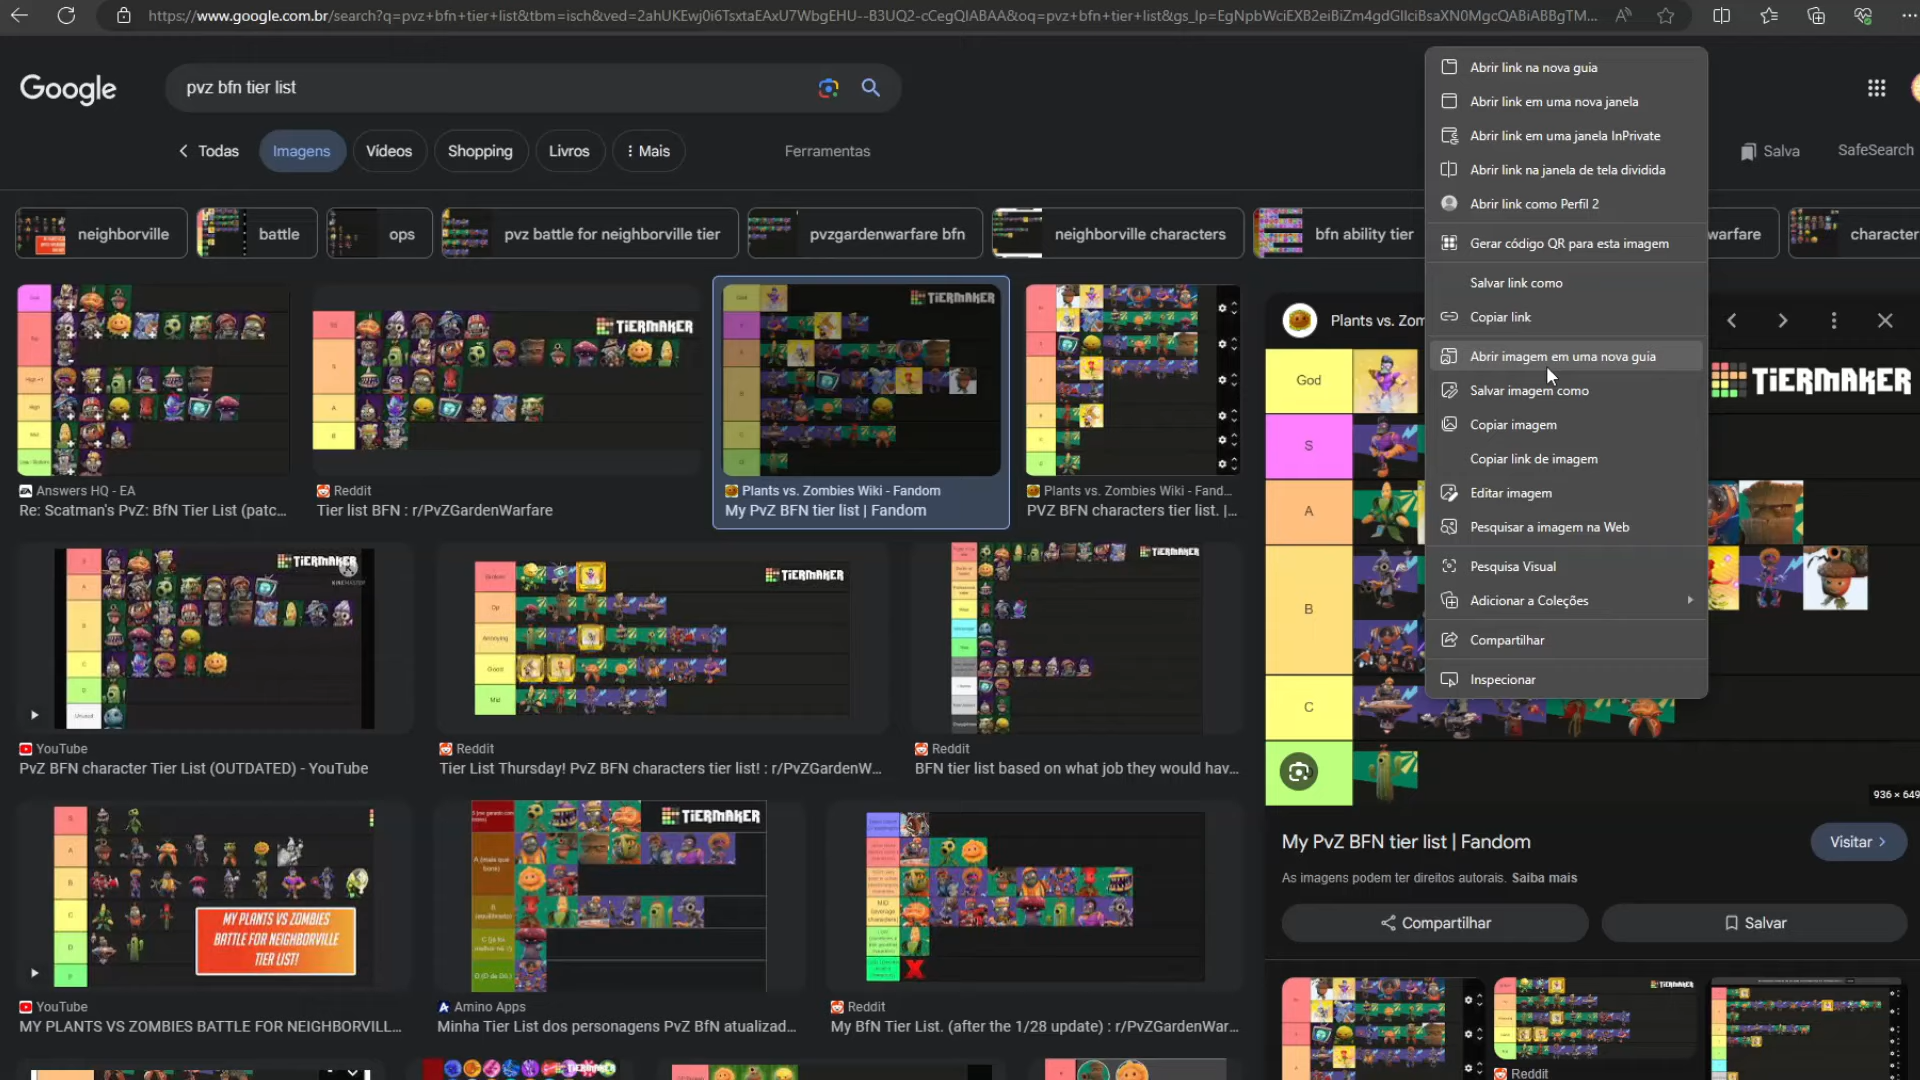 https://www.google.com.br/search?q=pvz+bfn+tier+list&tbm=isch&ved=2ahUKEwj0i6TsxtaEAxU7WbgEHU--B3UQ2-cCegQIABAA&oq=pvz+bfn+tier+list&gs_lp=EgNpbWciEXB2eiBiZm4gdGllciBsaXN0MgcQABiABBgTM...
Google
pvz bfn tier list
Todas
Imagens
Vídeos
Shopping
Livros
Mais
Ferramentas
Salva
SafeSearch
neighborville
battle
ops
pvz battle for neighborville tier
pvzgardenwarfare bfn
neighborville characters
bfn ability tier
warfare
character
Abrir link na nova guia
Abrir link em uma nova janela
Abrir link em uma janela InPrivate
Abrir link na janela de tela dividida
Abrir link como Perfil 2
Gerar código QR para esta imagem
Salvar link como
Copiar link
Abrir imagem em uma nova guia
Salvar imagem como
Copiar imagem
Copiar link de imagem
Editar imagem
Pesquisar a imagem na Web
Pesquisa Visual
Adicionar a Coleções
Compartilhar
Inspecionar
TIERMAKER
TIERMAKER
Answers HQ - EA
Re: Scatman's PvZ: BfN Tier List (patc...
Reddit
Tier list BFN : r/PvZGardenWarfare
Plants vs. Zombies Wiki - Fandom
My PvZ BFN tier list | Fandom
Plants vs. Zombies Wiki - Fand...
PVZ BFN characters tier list. |...
TIERMAKER
TIERMAKER
TIERMAKER
YouTube
PvZ BFN character Tier List (OUTDATED) - YouTube
Reddit
Tier List Thursday! PvZ BFN characters tier list! : r/PvZGardenW...
Reddit
BFN tier list based on what job they would hav...
MY PLANTS VS ZOMBIES
BATTLE FOR NEIGHBORVILLE
TIER LIST!
TIERMAKER
YouTube
MY PLANTS VS ZOMBIES BATTLE FOR NEIGHBORVILL...
Amino Apps
Minha Tier List dos personagens PvZ BfN atualizad...
Reddit
My BfN Tier List. (after the 1/28 update) : r/PvZGardenWar...
Plants vs. Zom
God
TIERMAKER
S
A
B
C
936 × 649
My PvZ BFN tier list | Fandom
Visitar
As imagens podem ter direitos autorais. Saiba mais
Compartilhar
Salvar
Reddit